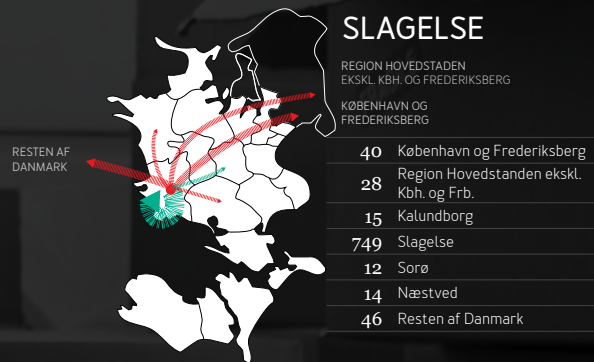 SLAGELSE
REGION HOVEDSTADEN
EKSKL. KBH. OG FREDERIKSBERG
KØBENHAVN OG
FREDERIKSBERG
RESTEN AF
DANMARK
40 København og Frederiksberg
28 Region Hovedstanden ekskl.
Kbh. og Frb.
15 Kalundborg
749 Slagelse
12 Sorø
14 Næstved
46 Resten af Danmark